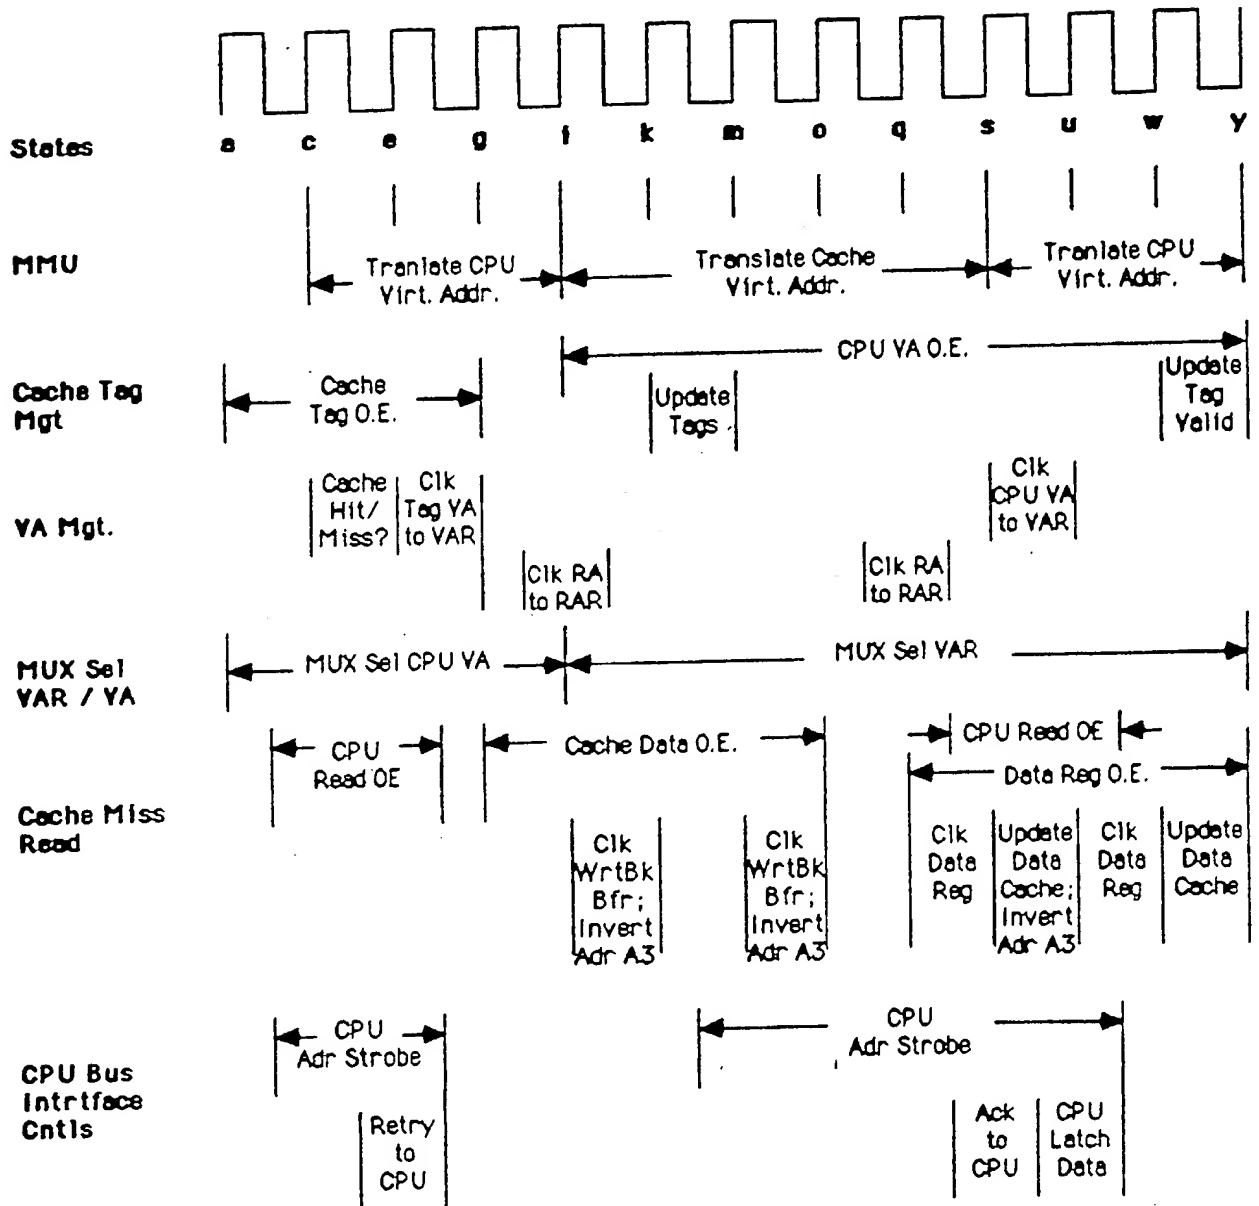 States a c e g i k m o q s u w y
MMU
Tranlate CPU
Virt. Addr.
Translate Cache
Virt. Addr.
Tranlate CPU
Virt. Addr.
CPU VA O.E.
Cache Tag
Mgt
Cache
Tag O.E.
Update
Tags
Update
Tag
Valid
VA Mgt.
Cache
Hit/
Miss?
Clk
Tag VA
to VAR
Clk
CPU VA
to VAR
Clk RA
to RAR
Clk RA
to RAR
MUX Sel
VAR / VA
MUX Sel CPU VA
MUX Sel VAR
CPU
Read OE
Cache Data O.E.
CPU Read OE
Data Reg O.E.
Cache Miss
Read
Clk
WrtBk
Bfr;
Invert
Adr A3
Clk
WrtBk
Bfr;
Invert
Adr A3
Clk
Data
Reg
Update
Data
Cache;
Invert
Adr A3
Clk
Data
Reg
Update
Data
Cache
CPU
Adr Strobe
CPU
Adr Strobe
CPU Bus
Intrtface
Cntls
Retry
to
CPU
Ack
to
CPU
CPU
Latch
Data